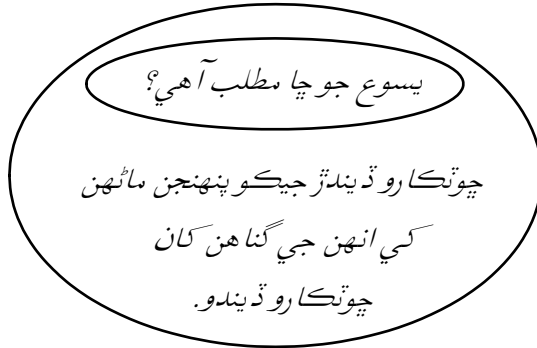 يسوع جو ڇا مطلب آهي؟
ڇوٽڪارو ڏيندڙ جيڪو پنهنجن ماڻهن
کي انهن جي گناهن کان
ڇوٽڪارو ڏيندو.